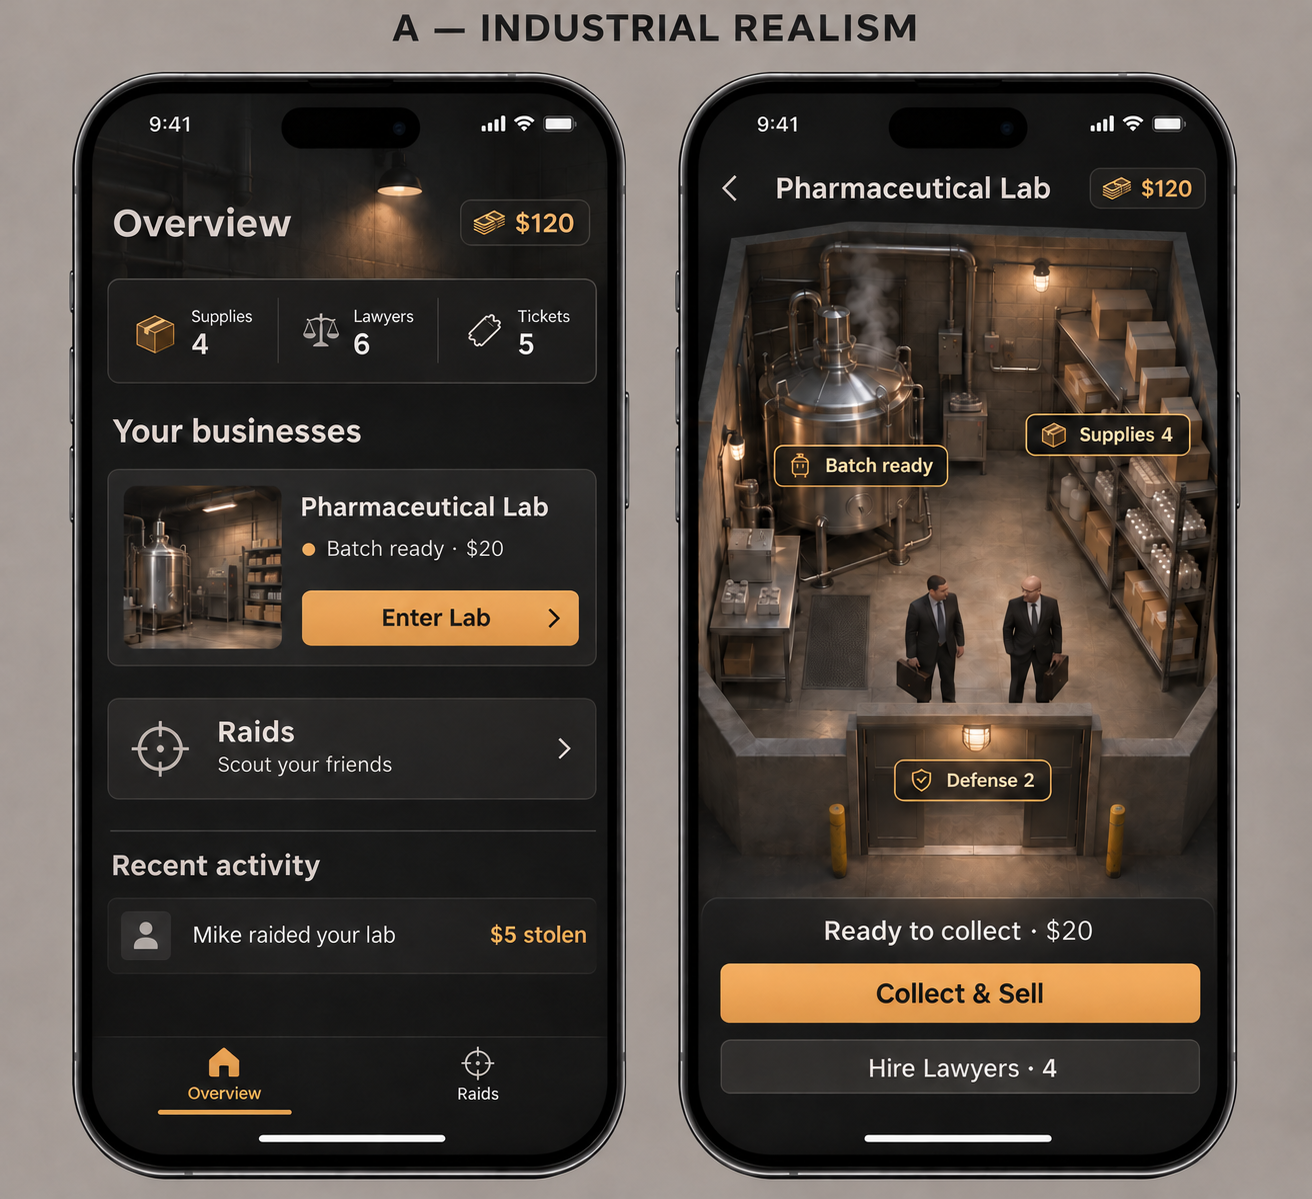 A — INDUSTRIAL REALISM
9:41
Overview
$120
Supplies
4
Lawyers
6
Tickets
5
Your businesses
Pharmaceutical Lab
Batch ready · $20
Enter Lab
Raids
Scout your friends
Recent activity
Mike raided your lab
$5 stolen
Overview
Raids
9:41
Pharmaceutical Lab
$120
Supplies 4
Batch ready
Defense 2
Ready to collect · $20
Collect & Sell
Hire Lawyers · 4